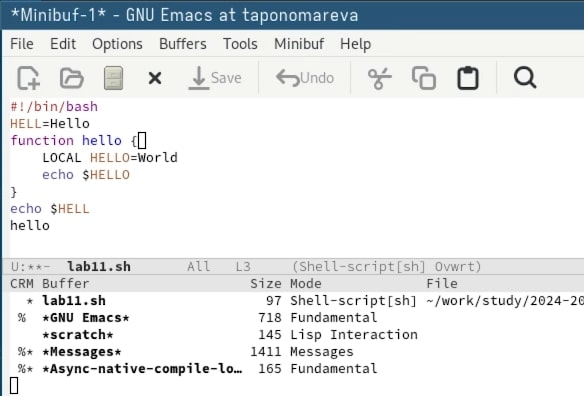 *Minibuf-1* - GNU Emacs at taponomareva
File Edit Options Buffers Tools Minibuf Help
Save Undo
#!/bin/bash
HELL=Hello
function hello {
    LOCAL HELLO=World
    echo $HELLO
}
echo $HELL
hello
U:**-  lab11.sh       All   L3     (Shell-script[sh] Ovwrt)
CRM Buffer                Size Mode             File
  * lab11.sh                97 Shell-script[sh] ~/work/study/2024-20
 %  *GNU Emacs*            718 Fundamental
    *scratch*              145 Lisp Interaction
 %* *Messages*            1411 Messages
 %* *Async-native-compile-lo… 165 Fundamental